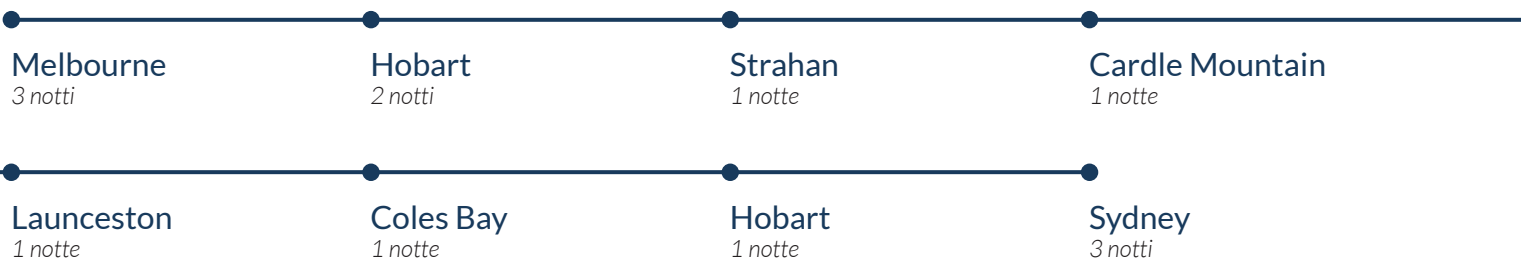 Melbourne
3 notti
Hobart
2 notti
Strahan
1 notte
Cardle Mountain
1 notte
Launceston
1 notte
Coles Bay
1 notte
Hobart
1 notte
Sydney
3 notti